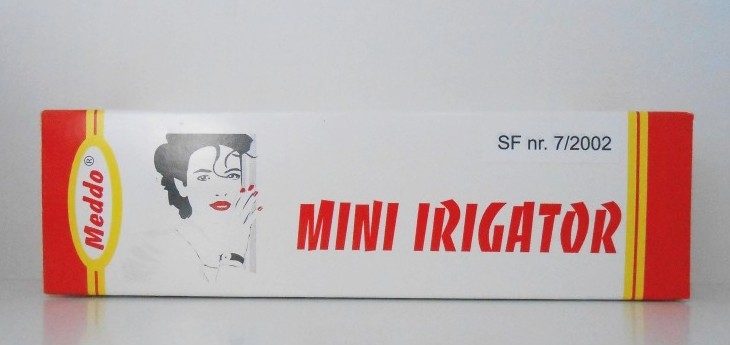 Meddo®
SF nr. 7/2002
MINI IRIGATOR